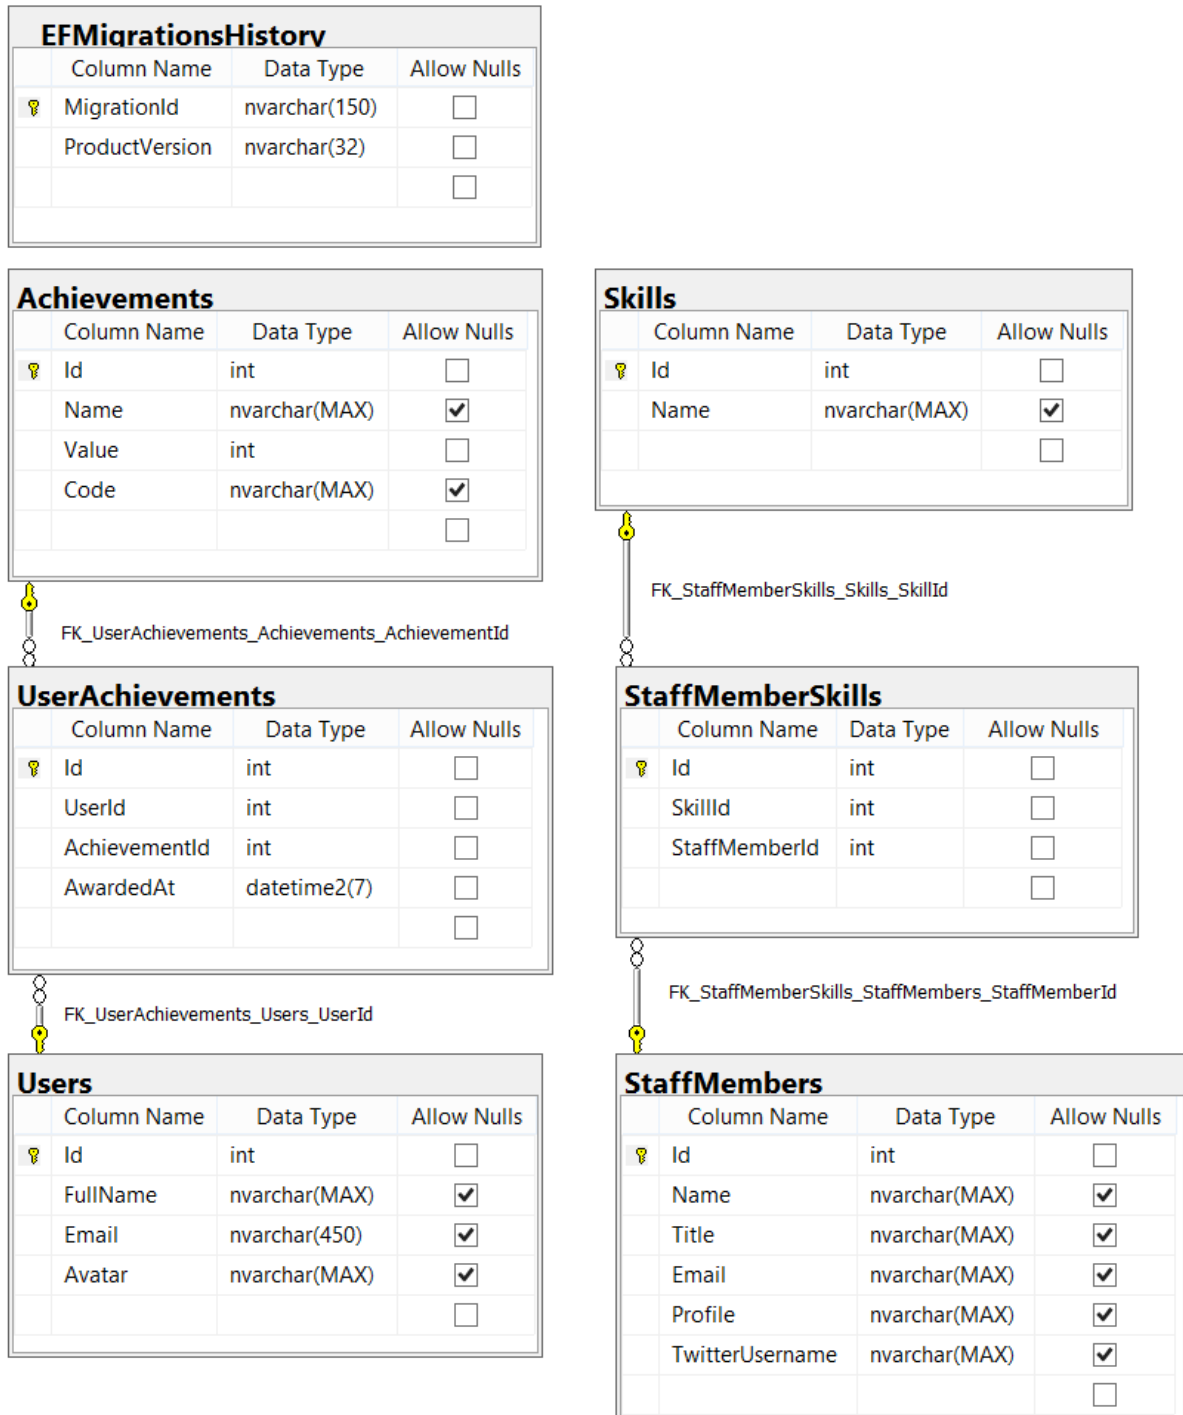 EFMigrationsHistory
Column Name Data Type Allow Nulls
MigrationId nvarchar(150)
ProductVersion nvarchar(32)
Achievements
Column Name Data Type Allow Nulls
Id int
Name nvarchar(MAX)
Value int
Code nvarchar(MAX)
Skills
Column Name Data Type Allow Nulls
Id int
Name nvarchar(MAX)
FK_UserAchievements_Achievements_AchievementId
FK_StaffMemberSkills_Skills_SkillId
UserAchievements
Column Name Data Type Allow Nulls
Id int
UserId int
AchievementId int
AwardedAt datetime2(7)
StaffMemberSkills
Column Name Data Type Allow Nulls
Id int
SkillId int
StaffMemberId int
FK_UserAchievements_Users_UserId
FK_StaffMemberSkills_StaffMembers_StaffMemberId
Users
Column Name Data Type Allow Nulls
Id int
FullName nvarchar(MAX)
Email nvarchar(450)
Avatar nvarchar(MAX)
StaffMembers
Column Name Data Type Allow Nulls
Id int
Name nvarchar(MAX)
Title nvarchar(MAX)
Email nvarchar(MAX)
Profile nvarchar(MAX)
TwitterUsername nvarchar(MAX)